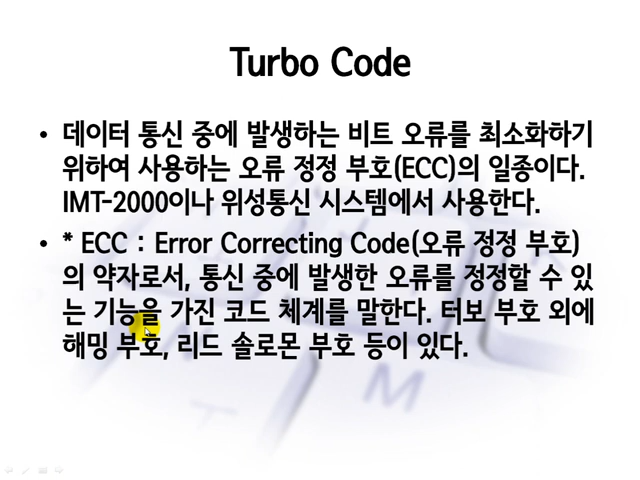 Turbo Code
• 데이터 통신 중에 발생하는 비트 오류를 최소화하기
위하여 사용하는 오류 정정 부호(ECC)의 일종이다.
IMT-2000이나 위성통신 시스템에서 사용한다.
• * ECC : Error Correcting Code(오류 정정 부호)
의 약자로서, 통신 중에 발생한 오류를 정정할 수 있
는 기능을 가진 코드 체계를 말한다. 터보 부호 외에
해밍 부호, 리드 솔로몬 부호 등이 있다.
M